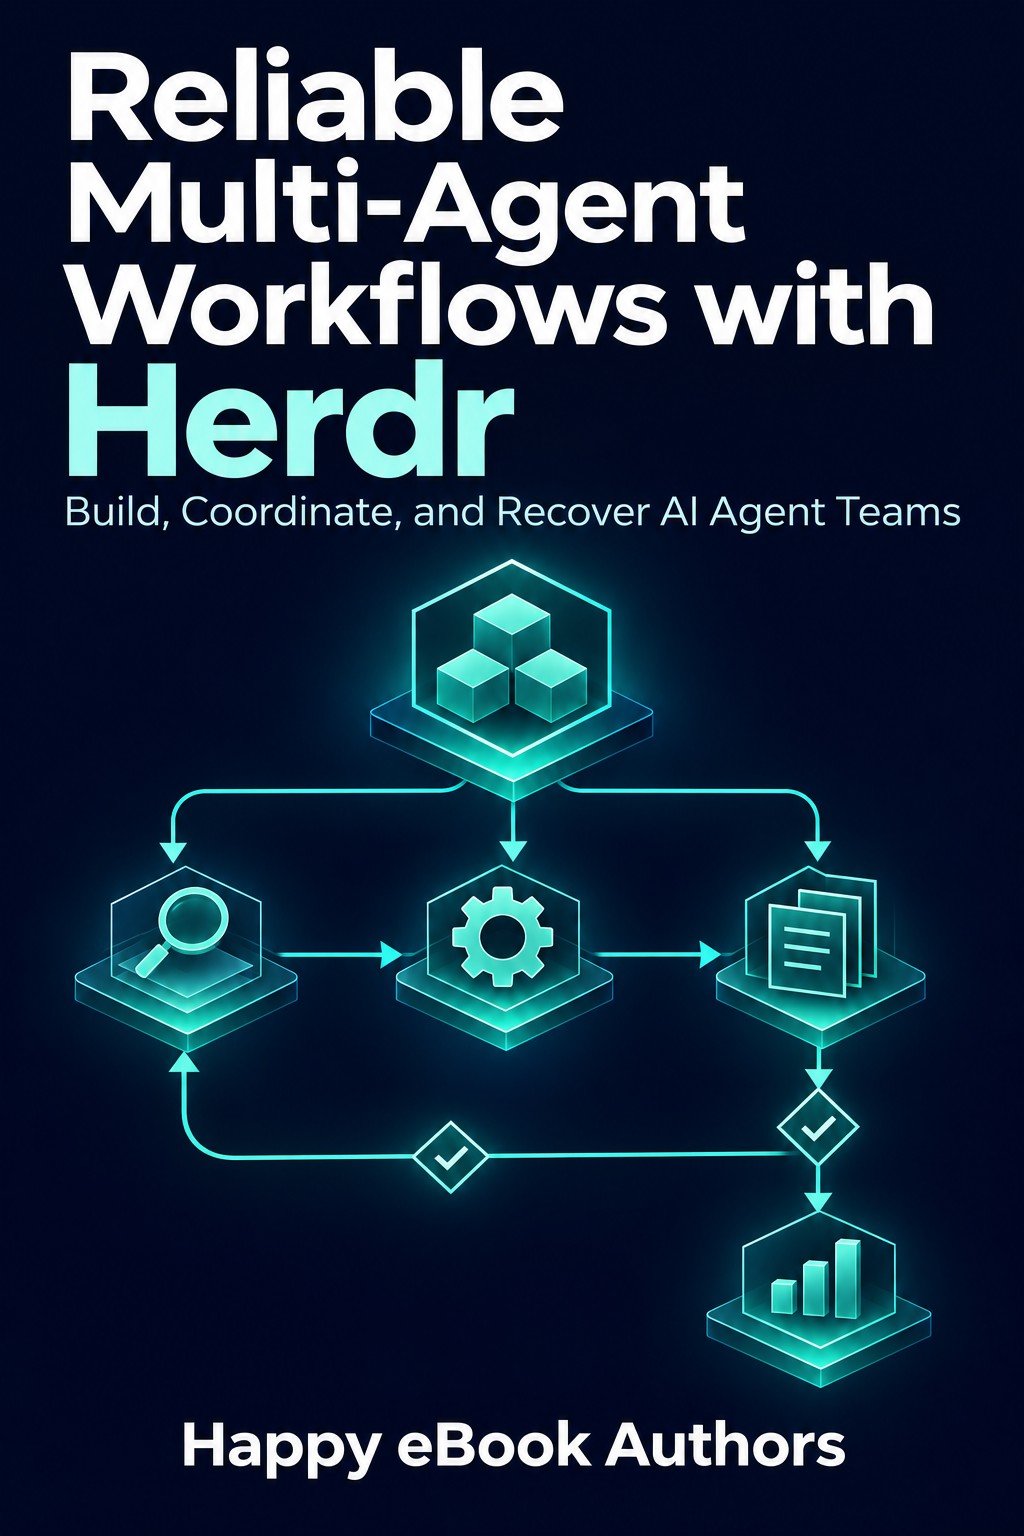 Reliable
Multi-Agent
Workflows with
Herdr
Build, Coordinate, and Recover AI Agent Teams
Happy eBook Authors